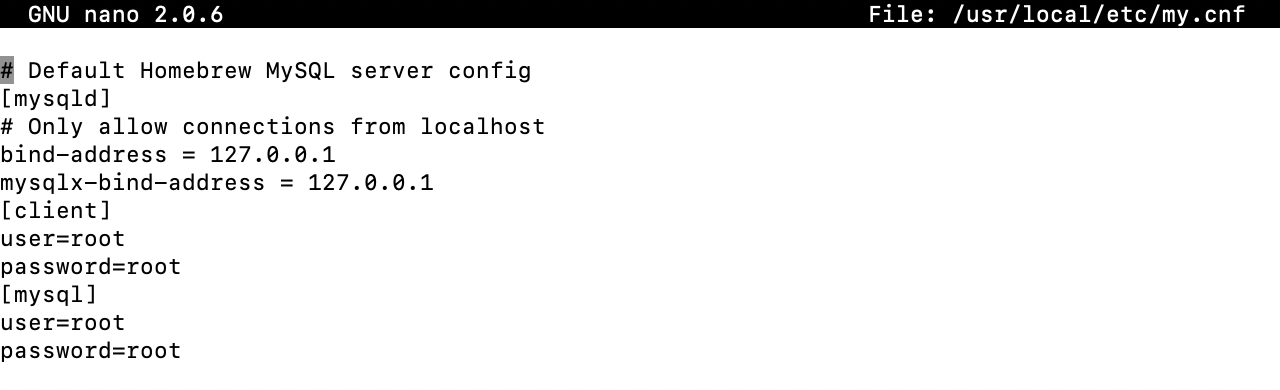 GNU nano 2.0.6 File: /usr/local/etc/my.cnf
# Default Homebrew MySQL server config
[mysqld]
# Only allow connections from localhost
bind-address = 127.0.0.1
mysqlx-bind-address = 127.0.0.1
[client]
user=root
password=root
[mysql]
user=root
password=root